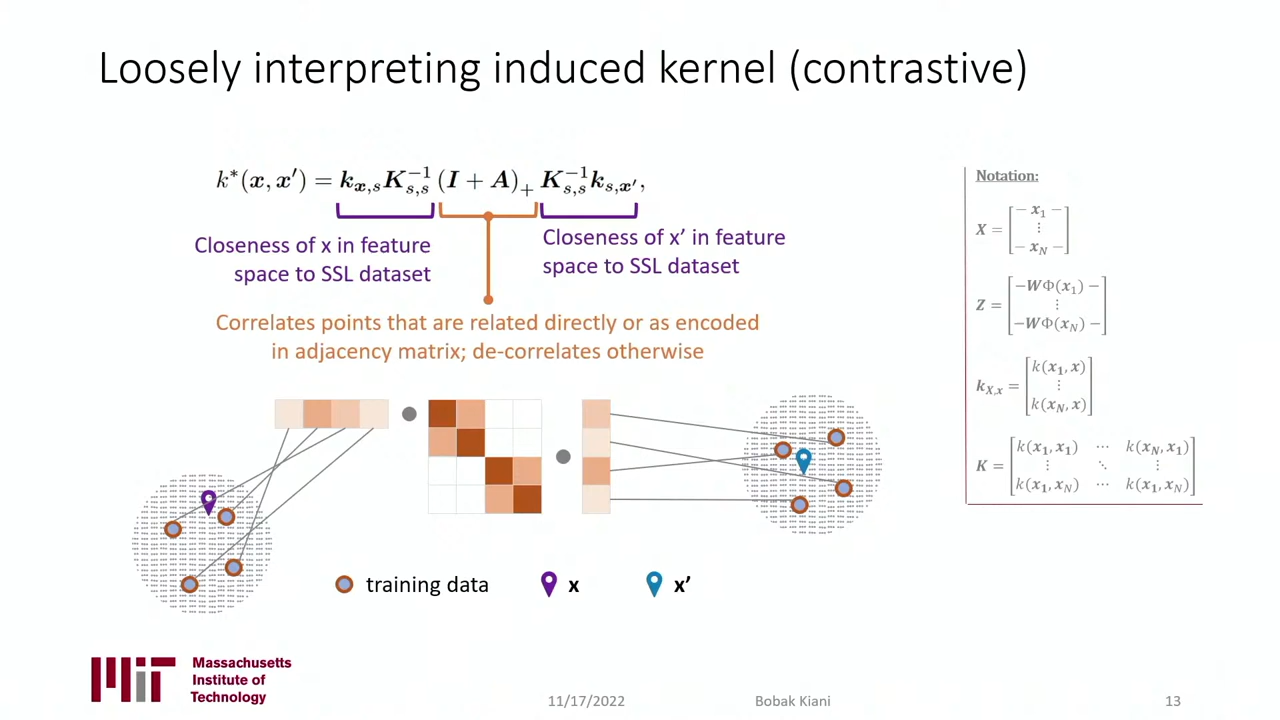 Loosely interpreting induced kernel (contrastive)
k*(x, x′) = k_{x,s} K_{s,s}^{-1} (I + A)_+ K_{s,s}^{-1} k_{s,x′},
Closeness of x in feature
space to SSL dataset
Closeness of x’ in feature
space to SSL dataset
Correlates points that are related directly or as encoded
in adjacency matrix; de-correlates otherwise
training data
x
x’
Notation:
X = [− x_1 −
⋮
− x_N −]
Z = [−WΦ(x_1) −
⋮
−WΦ(x_N) −]
k_{X,x} = [k(x_1, x)
⋮
k(x_N, x)]
K = [k(x_1, x_1) ⋯ k(x_N, x_1)
⋮ ⋱ ⋮
k(x_1, x_N) ⋯ k(x_1, x_N)]
MIT
Massachusetts
Institute of
Technology
11/17/2022
Bobak Kiani
13